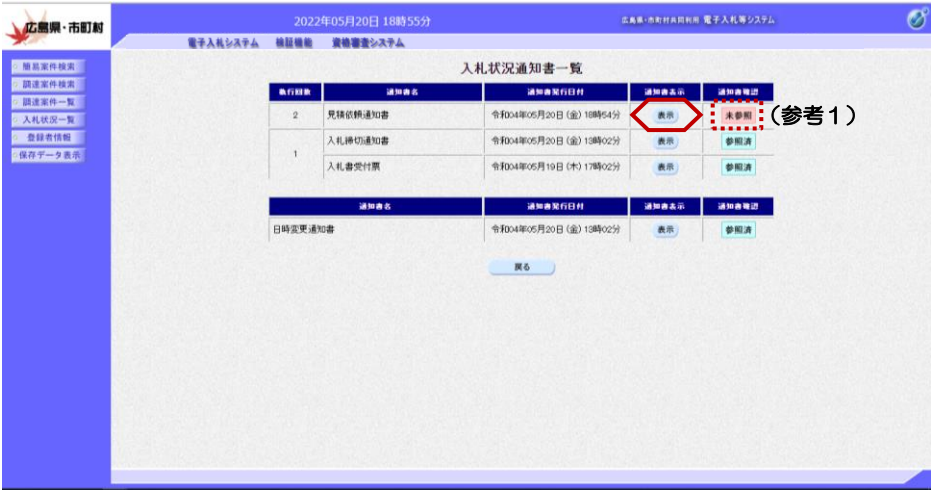 広島県・市町村
2022年05月20日 18時55分
広島県・市町村共同利用 電子入札等システム
電子入札システム 検証機能 資格審査システム
簡易案件検索
調達案件検索
調達案件一覧
入札状況一覧
登録者情報
保存データ表示
入札状況通知書一覧
執行回数 通知書名 通知書発行日付 通知書表示 通知書確認
2 見積依頼通知書 令和04年05月20日(金) 18時54分 表示 未参照 (参考1)
入札締切通知書 令和04年05月20日(金) 13時02分 表示 参照済
1
入札書受付票 令和04年05月19日(木) 17時02分 表示 参照済
通知書名 通知書発行日付 通知書表示 通知書確認
日時変更通知書 令和04年05月20日(金) 13時02分 表示 参照済
戻る